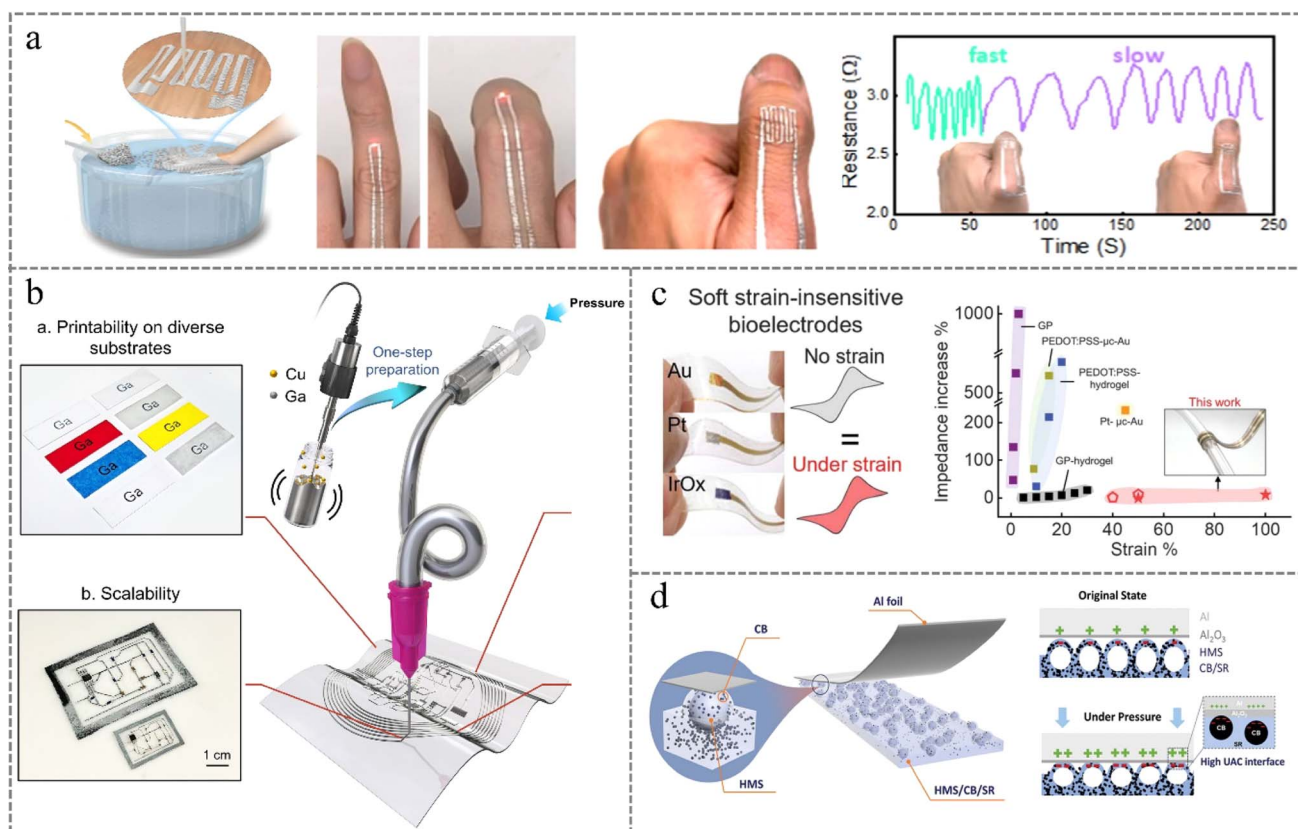 a
fast
slow
Resistance (Ω)
3.0
2.5
2.0
0
50
100
150
200
250
Time (S)
b
a. Printability on diverse
substrates
Ga
Ga
Ga
Ga
Ga
Ga
Ga
Ga
Cu
Ga
One-step
preparation
Pressure
b. Scalability
1 cm
c
Soft strain-insensitive
bioelectrodes
Au
Pt
IrOx
No strain
=
Under strain
Impedance increase %
1000
500
200
100
0
GP
PEDOT:PSS-μc-Au
PEDOT:PSS-
hydrogel
Pt- μc-Au
This work
GP-hydrogel
0
20
40
60
80
100
Strain %
d
Al foil
CB
HMS
HMS/CB/SR
Original State
Al
Al₂O₃
HMS
CB/SR
Under Pressure
Al
Al₂O₃
CB
CB
SR
High UAC interface